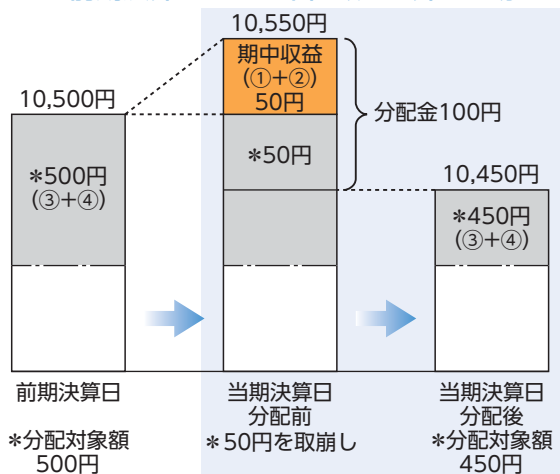 10,550円
期中収益
(①+②)
50円
10,500円
分配金100円
*500円
(③+④)
*50円
10,450円
*450円
(③+④)
前期決算日
当期決算日
分配前
当期決算日
分配後
*分配対象額
500円
*50円を取崩し
*分配対象額
450円